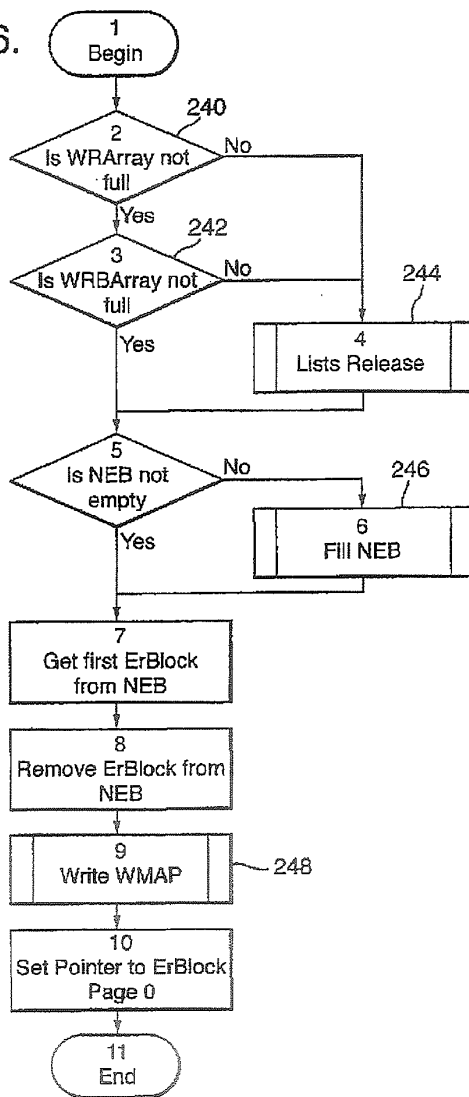 6.
1
Begin
240
2
Is WRArray not
full
No
Yes
242
3
Is WRBArray not
full
No
Yes
244
4
Lists Release
5
Is NEB not
empty
No
Yes
246
6
Fill NEB
7
Get first ErBlock
from NEB
8
Remove ErBlock from
NEB
9
Write WMAP
248
10
Set Pointer to ErBlock
Page 0
11
End